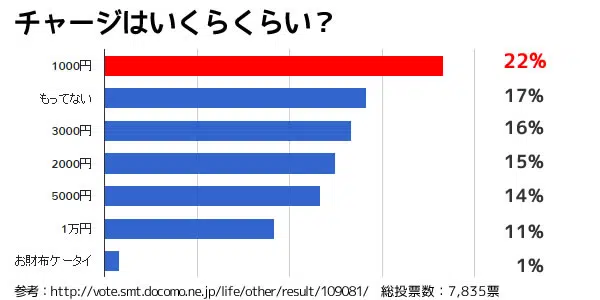 チャージはいくらくらい？
1000円 22%
もってない 17%
3000円 16%
2000円 15%
5000円 14%
1万円 11%
お財布ケータイ 1%
参考：http://vote.smt.docomo.ne.jp/life/other/result/109081/　総投票数：7,835票